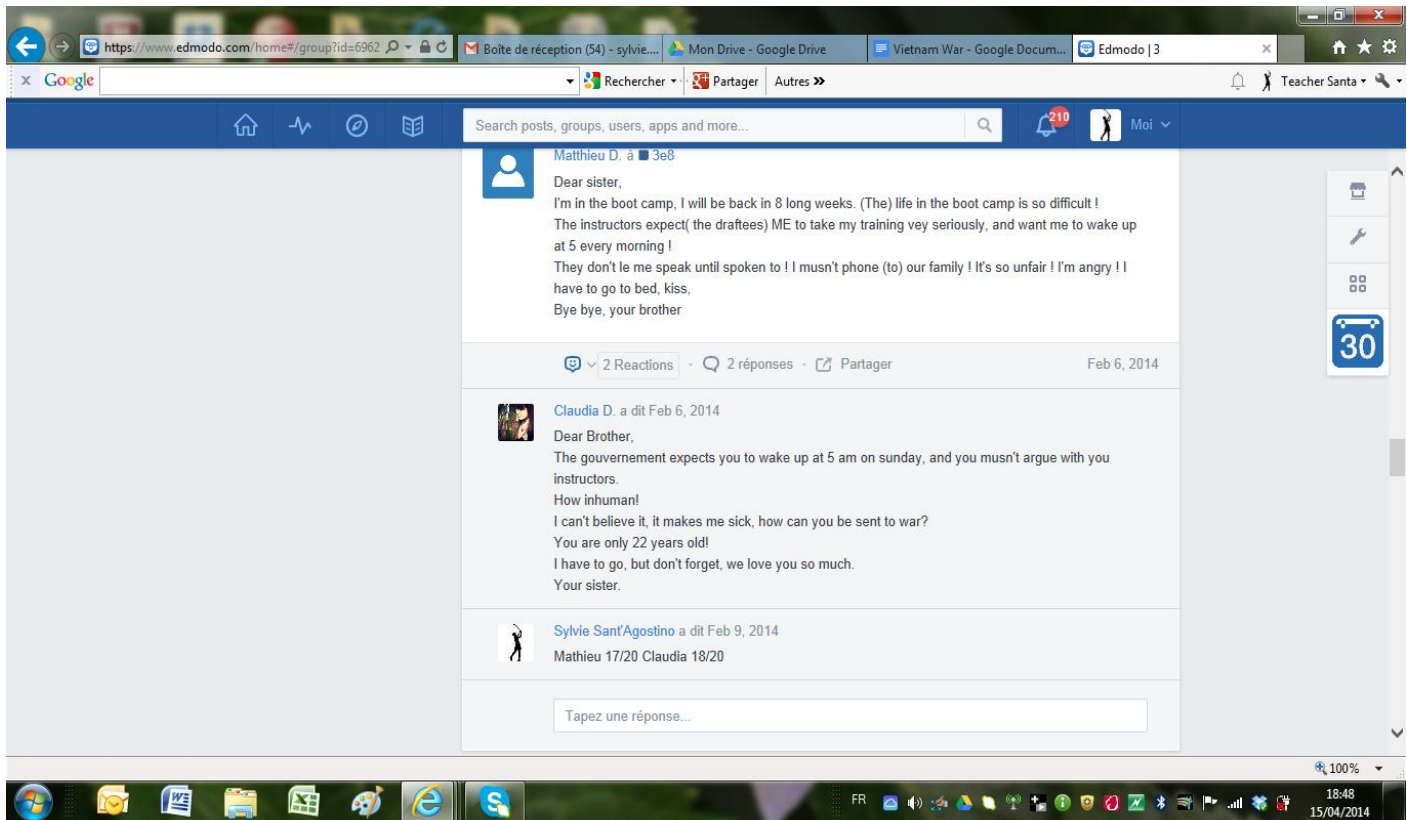 https://www.edmodo.com/home#/group?id=6962
Boîte de réception (54) - sylvie....
Mon Drive - Google Drive
Vietnam War - Google Docum...
Edmodo | 3
x Google
Rechercher
Partager
Autres »
Teacher Santa
Search posts, groups, users, apps and more...
210
Moi
Matthieu D. à 3e8
Dear sister,
I'm in the boot camp, I will be back in 8 long weeks. (The) life in the boot camp is so difficult !
The instructors expect( the draftees) ME to take my training vey seriously, and want me to wake up
at 5 every morning !
They don't le me speak until spoken to ! I musn't phone (to) our family ! It's so unfair ! I'm angry ! I
have to go to bed, kiss,
Bye bye, your brother
30
2 Reactions · 2 réponses · Partager
Feb 6, 2014
Claudia D. a dit Feb 6, 2014
Dear Brother,
The gouvernement expects you to wake up at 5 am on sunday, and you musn't argue with you
instructors.
How inhuman!
I can't believe it, it makes me sick, how can you be sent to war?
You are only 22 years old!
I have to go, but don't forget, we love you so much.
Your sister.
Sylvie Sant'Agostino a dit Feb 9, 2014
Mathieu 17/20 Claudia 18/20
Tapez une réponse...
100%
FR
18:48
15/04/2014